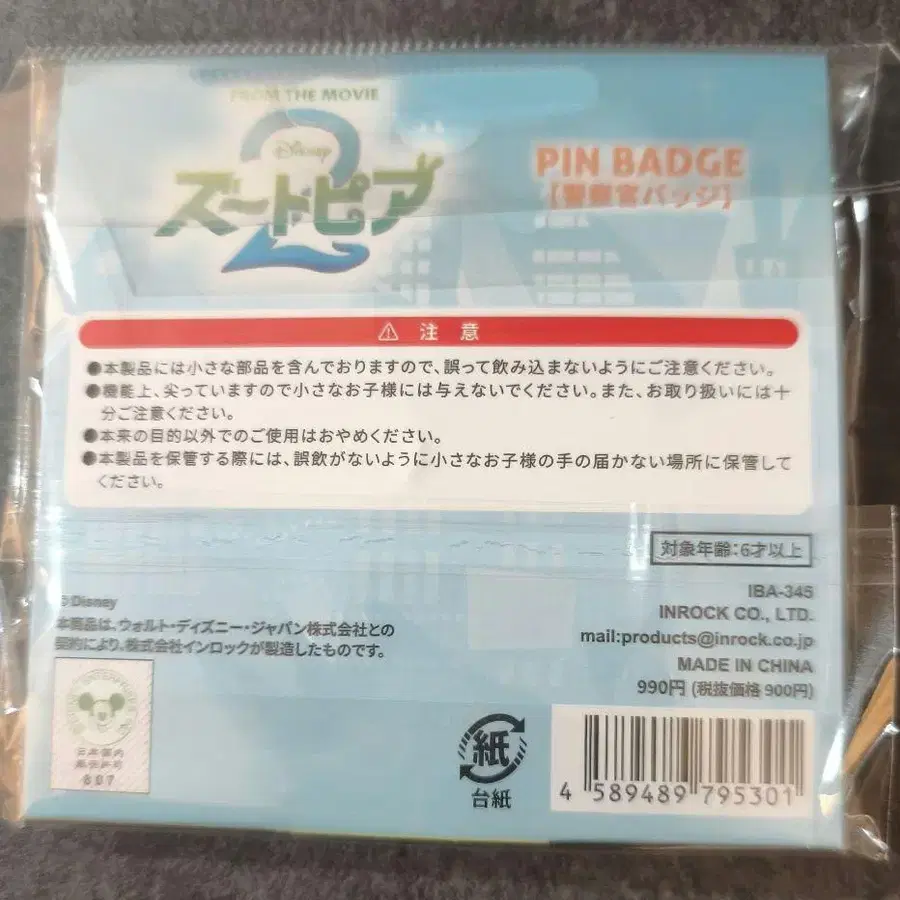 FROM THE MOVIE
Disney
ズートピア
2
PIN BADGE
[警察官バッジ]
⚠ 注意
●本製品には小さな部品を含んでおりますので、誤って飲み込まないようにご注意ください。
●機能上、尖っていますので小さなお子様には与えないでください。また、お取り扱いには十
分ご注意ください。
●本来の目的以外でのご使用はおやめください。
●本製品を保管する際には、誤飲がないように小さなお子様の手の届かない場所に保管して
ください。
対象年齢:6才以上
©Disney
本商品は、ウォルト・ディズニー・ジャパン株式会社との
契約により、株式会社インロックが製造したものです。
IBA-345
INROCK CO., LTD.
mail:products@inrock.co.jp
MADE IN CHINA
990円 (税抜価格 900円)
日本国内
販売許可
807
紙
台紙
4 589489 795301